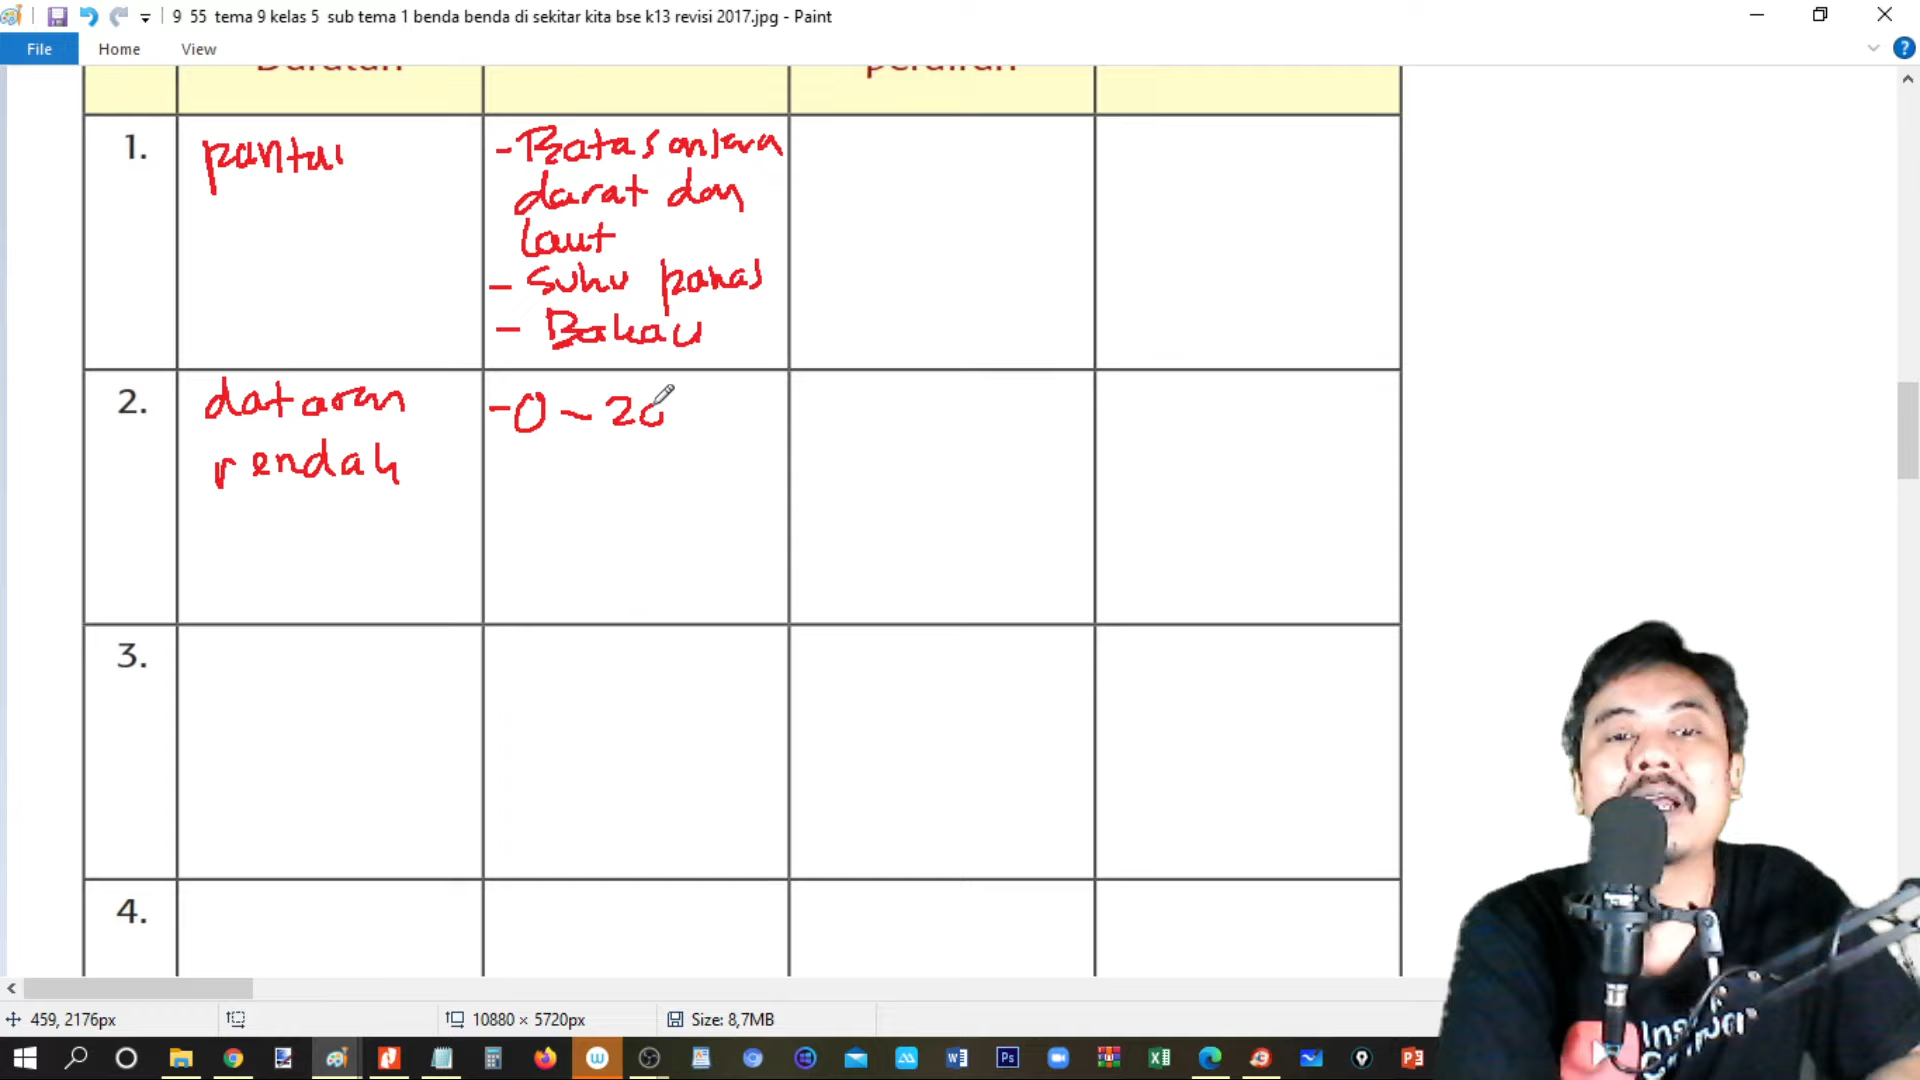 9 55 tema 9 kelas 5 sub tema 1 benda benda di sekitar kita bse k13 revisi 2017.jpg - Paint
File Home View
Daratan perairan
1. pantai - Batas antara
darat dan
laut
- Suhu panas
- Bakau
2. dataran - 0 - 20
rendah
3.
4.
459, 2176px 10880 × 5720px Size: 8,7MB